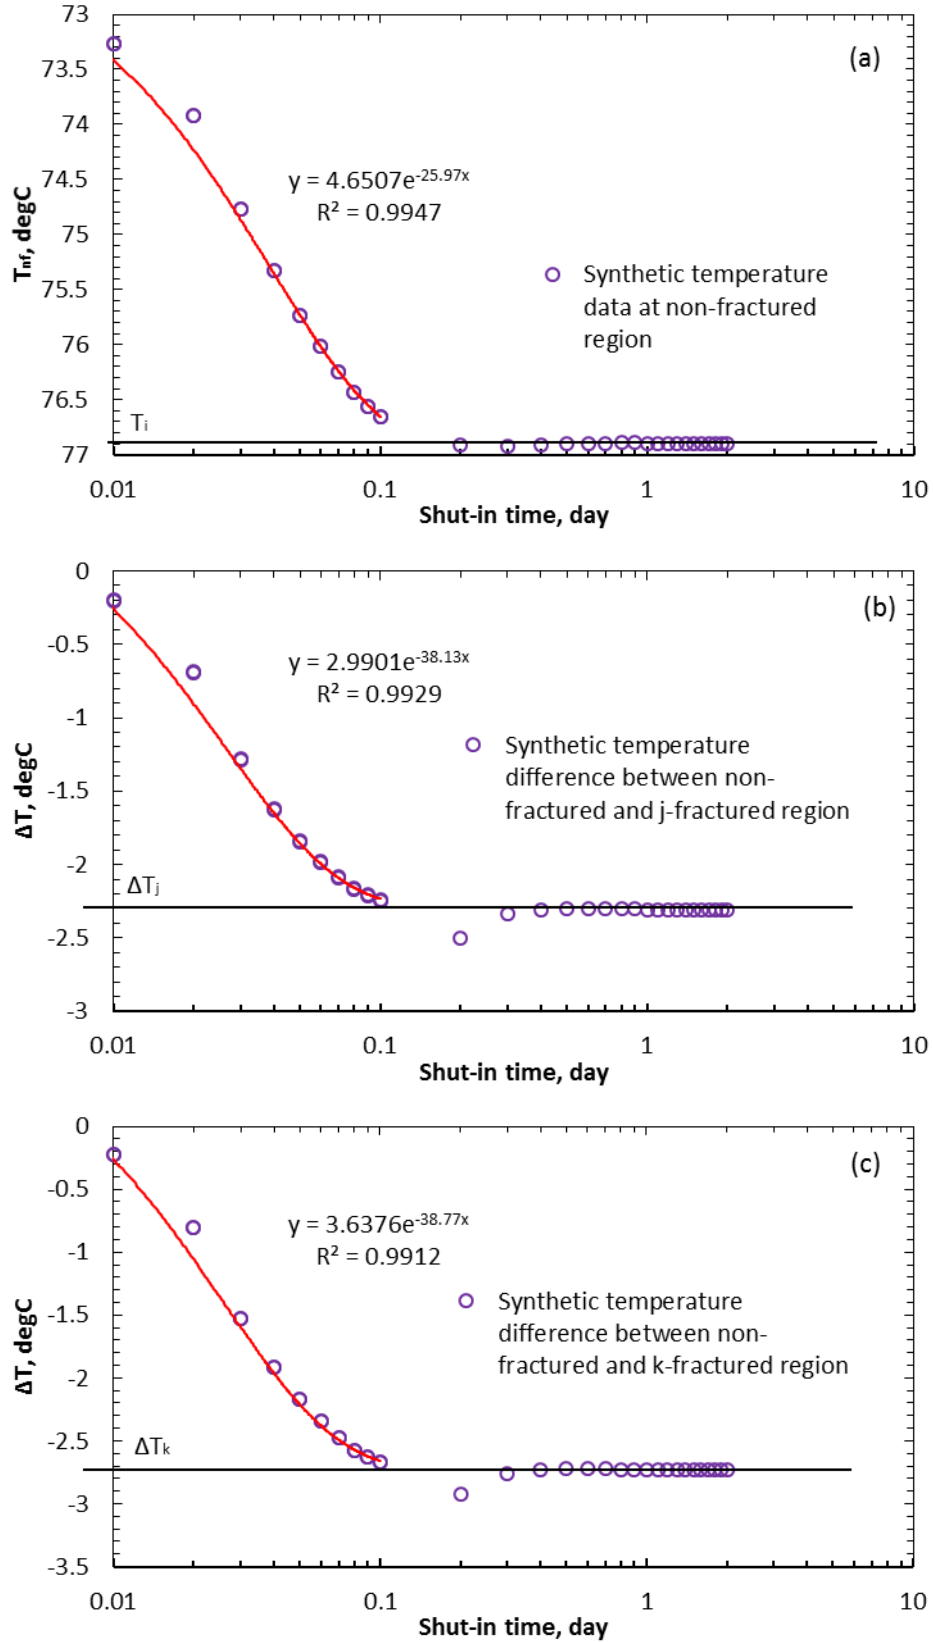 73
(a)
73.5
74
y = 4.6507e^-25.97x
74.5
R² = 0.9947
Tnf, degC
75
Synthetic temperature
data at non-fractured
region
75.5
76
76.5
Ti
77
0.01 0.1 1 10
Shut-in time, day
0
(b)
-0.5
y = 2.9901e^-38.13x
R² = 0.9929
-1
Synthetic temperature
difference between non-
fractured and j-fractured region
ΔT, degC
-1.5
-2
ΔTj
-2.5
-3
0.01 0.1 1 10
Shut-in time, day
0
(c)
-0.5
y = 3.6376e^-38.77x
R² = 0.9912
-1
Synthetic temperature
difference between non-
fractured and k-fractured region
ΔT, degC
-1.5
-2
-2.5
ΔTk
-3
-3.5
0.01 0.1 1 10
Shut-in time, day